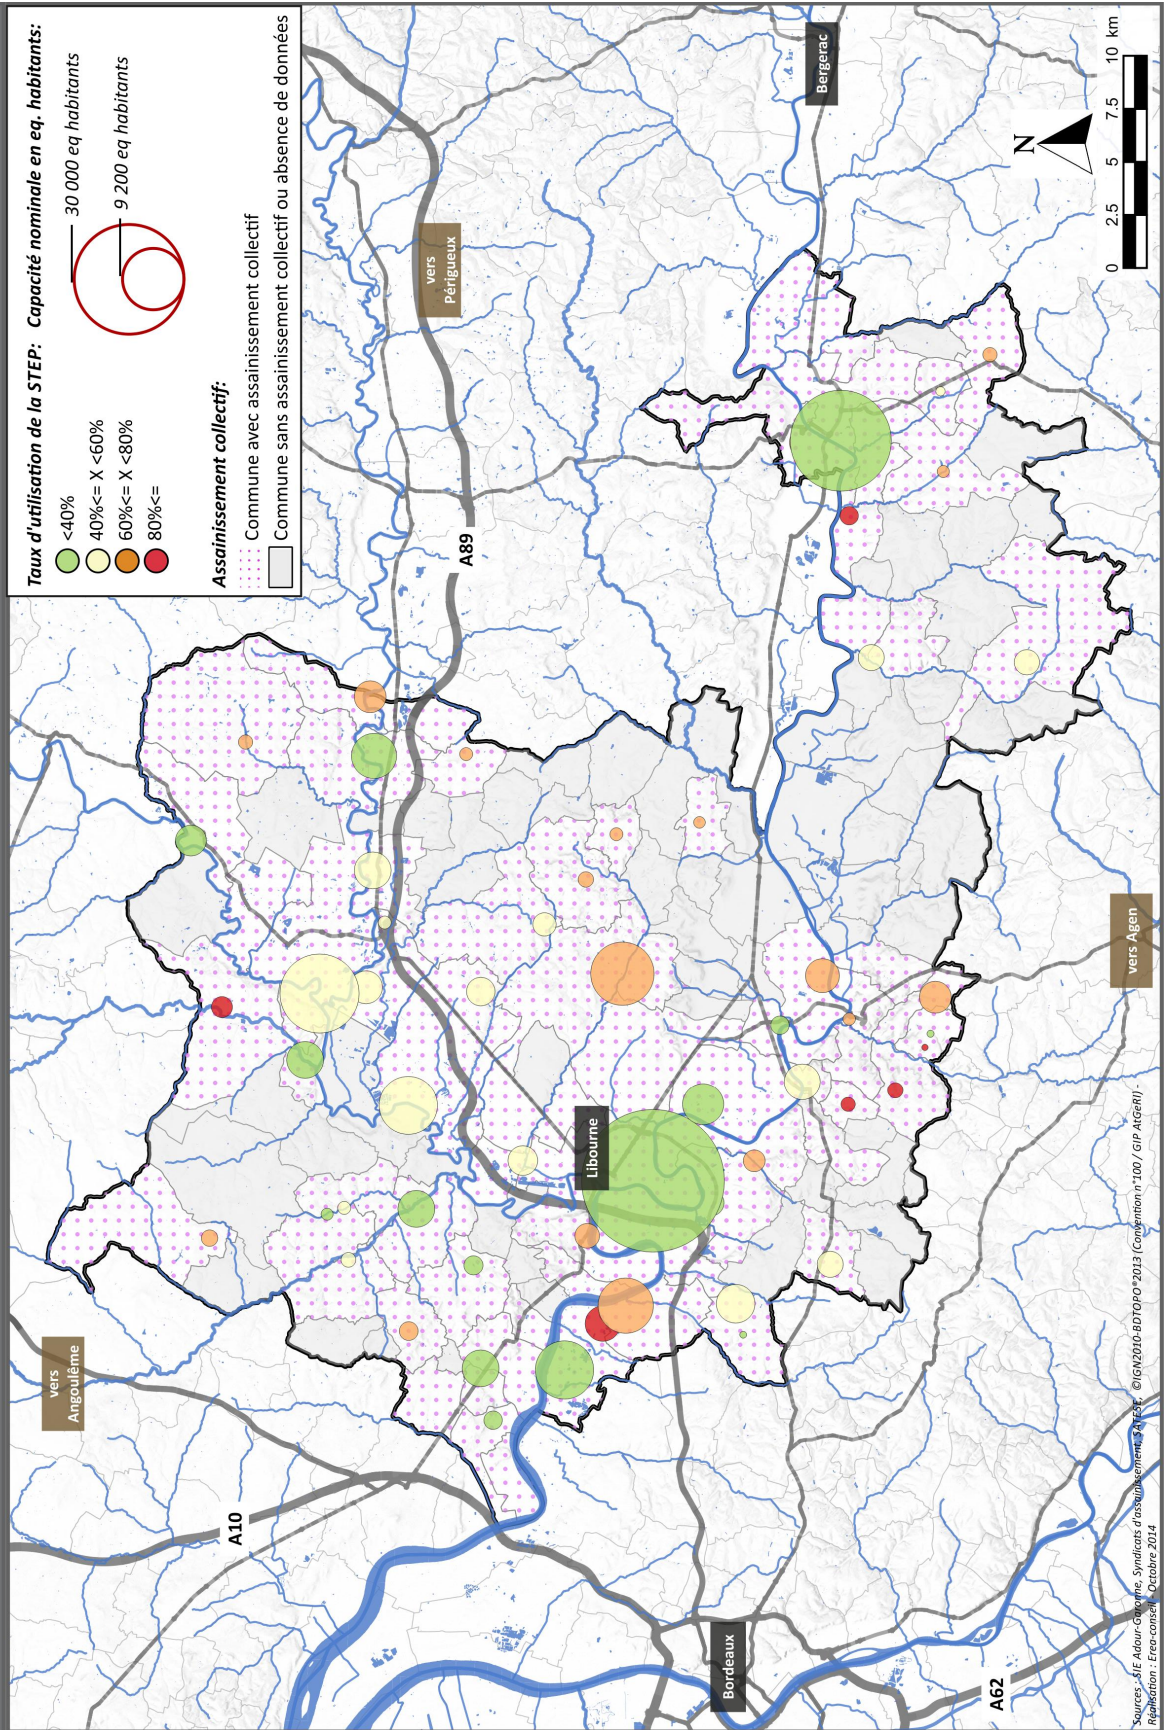 Taux d'utilisation de la STEP:
<40%
40%<= X <60%
60%<= X <80%
80%<=
Capacité nominale en eq. habitants:
30 000 eq habitants
9 200 eq habitants
Assainissement collectif:
Commune avec assainissement collectif
Commune sans assainissement collectif ou absence de données
vers
Angoulême
A10
A89
vers
Périgueux
Libourne
Bergerac
Bordeaux
A62
vers Agen
N
0
2.5
5
7.5
10 km
Sources : SIE Adour-Garonne, Syndicats d'assainissement, SATESE, ©IGN2010-BDTOPO®2013 (Convention n°100 / GIP AtGeRI) -
Réalisation : Erea-conseil - Octobre 2014